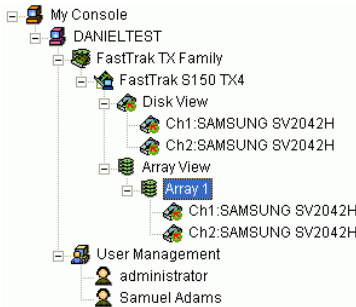 My Console
DANIELTEST
FastTrak TX Family
FastTrak S150 TX4
Disk View
Ch1:SAMSUNG SV2042H
Ch2:SAMSUNG SV2042H
Array View
Array 1
Ch1:SAMSUNG SV2042H
Ch2:SAMSUNG SV2042H
User Management
administrator
Samuel Adams